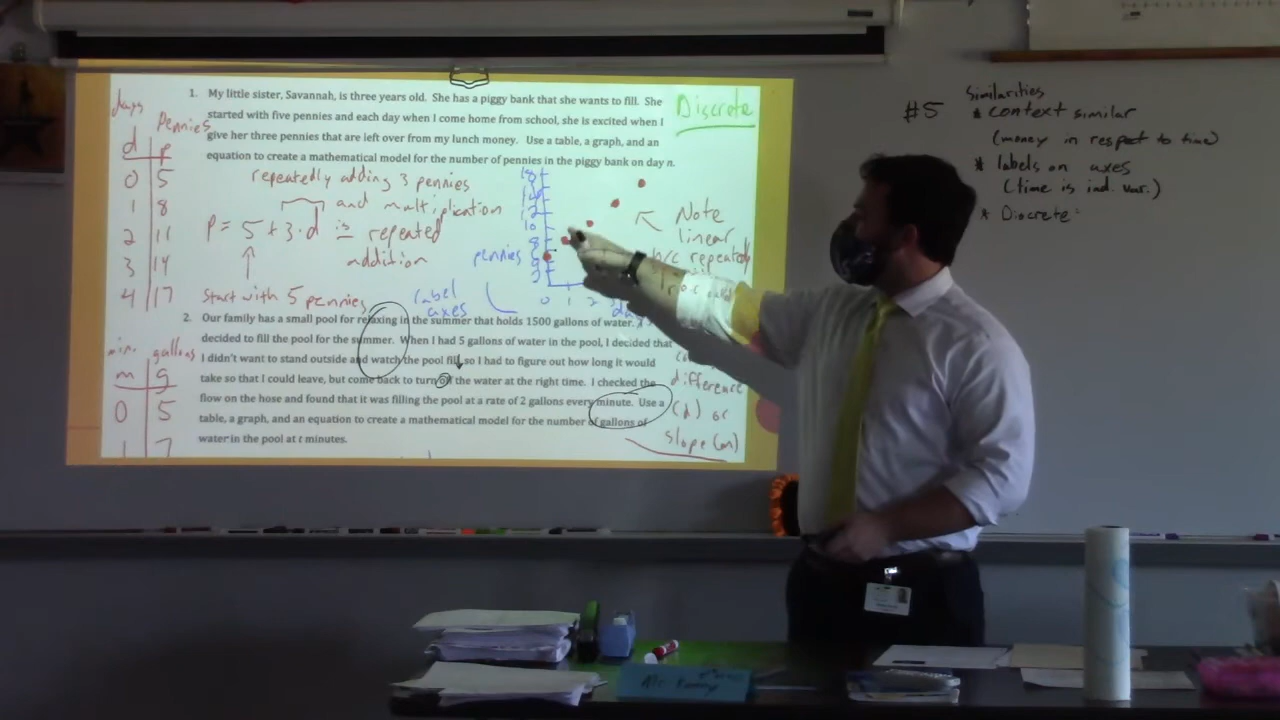 1. My little sister, Savannah, is three years old. She has a piggy bank that she wants to fill. She
started with five pennies and each day when I come home from school, she is excited when I
give her three pennies that are left over from my lunch money. Use a table, a graph, and an
equation to create a mathematical model for the number of pennies in the piggy bank on day n.
Discrete
days
Pennies
d p
0 5
1 8
2 11
3 14
4 17
repeatedly adding 3 pennies
and multiplication
P = 5 + 3·d is repeated
addition
start with 5 pennies
pennies
label
axes
18
12
10
8
0 1 2
Note
linear
b/c repeatedly
2. Our family has a small pool for relaxing in the summer that holds 1500 gallons of water. I
decided to fill the pool for the summer. When I had 5 gallons of water in the pool, I decided that
I didn't want to stand outside and watch the pool fill, so I had to figure out how long it would
take so that I could leave, but come back to turn off the water at the right time. I checked the
flow on the hose and found that it was filling the pool at a rate of 2 gallons every minute. Use a
table, a graph, and an equation to create a mathematical model for the number of gallons of
water in the pool at t minutes.
difference
(d) or
slope (m)
min. gallons
m g
0 5
1 7
#5
Similarities
* context similar
(money in respect to time)
* labels on axes
(time is ind. var.)
* Discrete